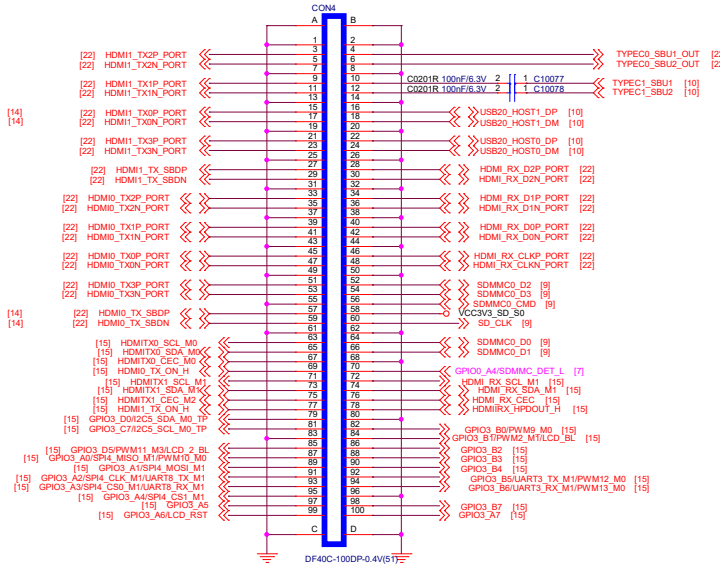 CON4
A B
1 2
[22] HDMI1_TX2P_PORT 3 4 TYPEC0_SBU1_OUT [22]
[22] HDMI1_TX2N_PORT 5 6 TYPEC0_SBU2_OUT [22]
7 8
[22] HDMI1_TX1P_PORT 9 10 C0201R 100nF/6.3V 2 1 C10077 TYPEC1_SBU1 [10]
[22] HDMI1_TX1N_PORT 11 12 C0201R 100nF/6.3V 2 1 C10078 TYPEC1_SBU2 [10]
13 14
[14] [22] HDMI1_TX0P_PORT 15 16 USB20_HOST1_DP [10]
[14] [22] HDMI1_TX0N_PORT 17 18 USB20_HOST1_DM [10]
19 20
[22] HDMI1_TX3P_PORT 21 22 USB20_HOST0_DP [10]
[22] HDMI1_TX3N_PORT 23 24 USB20_HOST0_DM [10]
25 26
[22] HDMI1_TX_SBDP 27 28 HDMI_RX_D2P_PORT [22]
[22] HDMI1_TX_SBDN 29 30 HDMI_RX_D2N_PORT [22]
31 32
[22] HDMI0_TX2P_PORT 33 34 HDMI_RX_D1P_PORT [22]
[22] HDMI0_TX2N_PORT 35 36 HDMI_RX_D1N_PORT [22]
37 38
[22] HDMI0_TX1P_PORT 39 40 HDMI_RX_D0P_PORT [22]
[22] HDMI0_TX1N_PORT 41 42 HDMI_RX_D0N_PORT [22]
43 44
[22] HDMI0_TX0P_PORT 45 46 HDMI_RX_CLKP_PORT [22]
[22] HDMI0_TX0N_PORT 47 48 HDMI_RX_CLKN_PORT [22]
49 50
[22] HDMI0_TX3P_PORT 51 52 SDMMC0_D2 [9]
[22] HDMI0_TX3N_PORT 53 54 SDMMC0_D3 [9]
55 56 SDMMC0_CMD [9]
[14] [22] HDMI0_TX_SBDP 57 58 VCC3V3_SD_S0
[14] [22] HDMI0_TX_SBDN 59 60 SD_CLK [9]
61 62
[15] HDMITX0_SCL_M0 63 64 SDMMC0_D0 [9]
[15] HDMITX0_SDA_M0 65 66 SDMMC0_D1 [9]
[15] HDMITX0_CEC_M0 67 68
[15] HDMI0_TX_ON_H 69 70 GPIO0_A4/SDMMC_DET_L [7]
[15] HDMITX1_SCL_M1 71 72 HDMI_RX_SCL_M1 [15]
[15] HDMITX1_SDA_M1 73 74 HDMI_RX_SDA_M1 [15]
[15] HDMITX1_CEC_M2 75 76 HDMI_RX_CEC [15]
[15] HDMI1_TX_ON_H 77 78 HDMIIRX_HPDOUT_H [15]
[15] GPIO3_D0/I2C5_SDA_M0_TP 79 80
[15] GPIO3_C7/I2C5_SCL_M0_TP 81 82 GPIO3_B0/PWM9_M0 [15]
83 84 GPIO3_B1/PWM2_M1/LCD_BL [15]
[15] GPIO3_D5/PWM11_M3/LCD_2_BL 85 86 GPIO3_B2 [15]
[15] GPIO3_A0/SPI4_MISO_M1/PWM10_M0 87 88 GPIO3_B3 [15]
[15] GPIO3_A1/SPI4_MOSI_M1 89 90 GPIO3_B4 [15]
[15] GPIO3_A2/SPI4_CLK_M1/UART8_TX_M1 91 92 GPIO3_B5/UART3_TX_M1/PWM12_M0 [15]
[15] GPIO3_A3/SPI4_CS0_M1/UART8_RX_M1 93 94 GPIO3_B6/UART3_RX_M1/PWM13_M0 [15]
[15] GPIO3_A4/SPI4_CS1_M1 95 96
[15] GPIO3_A5 97 98 GPIO3_B7 [15]
[15] GPIO3_A6/LCD_RST 99 100 GPIO3_A7 [15]
C D
DF40C-100DP-0.4V(51)